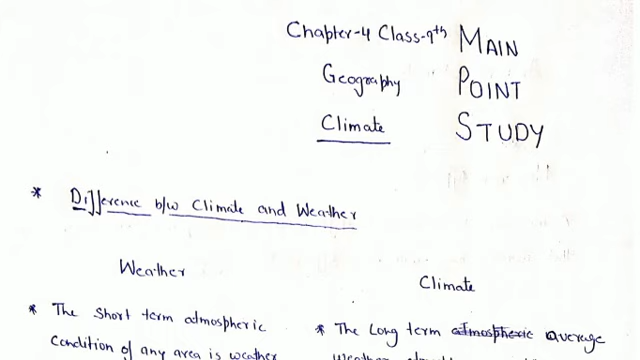 Chapter-4 Class-9th MAIN
Geography POINT
Climate STUDY
* Difference b/w Climate and Weather
Weather Climate
* The Short term atmospheric * The Long term atmospheric average
Condition of any area is weather